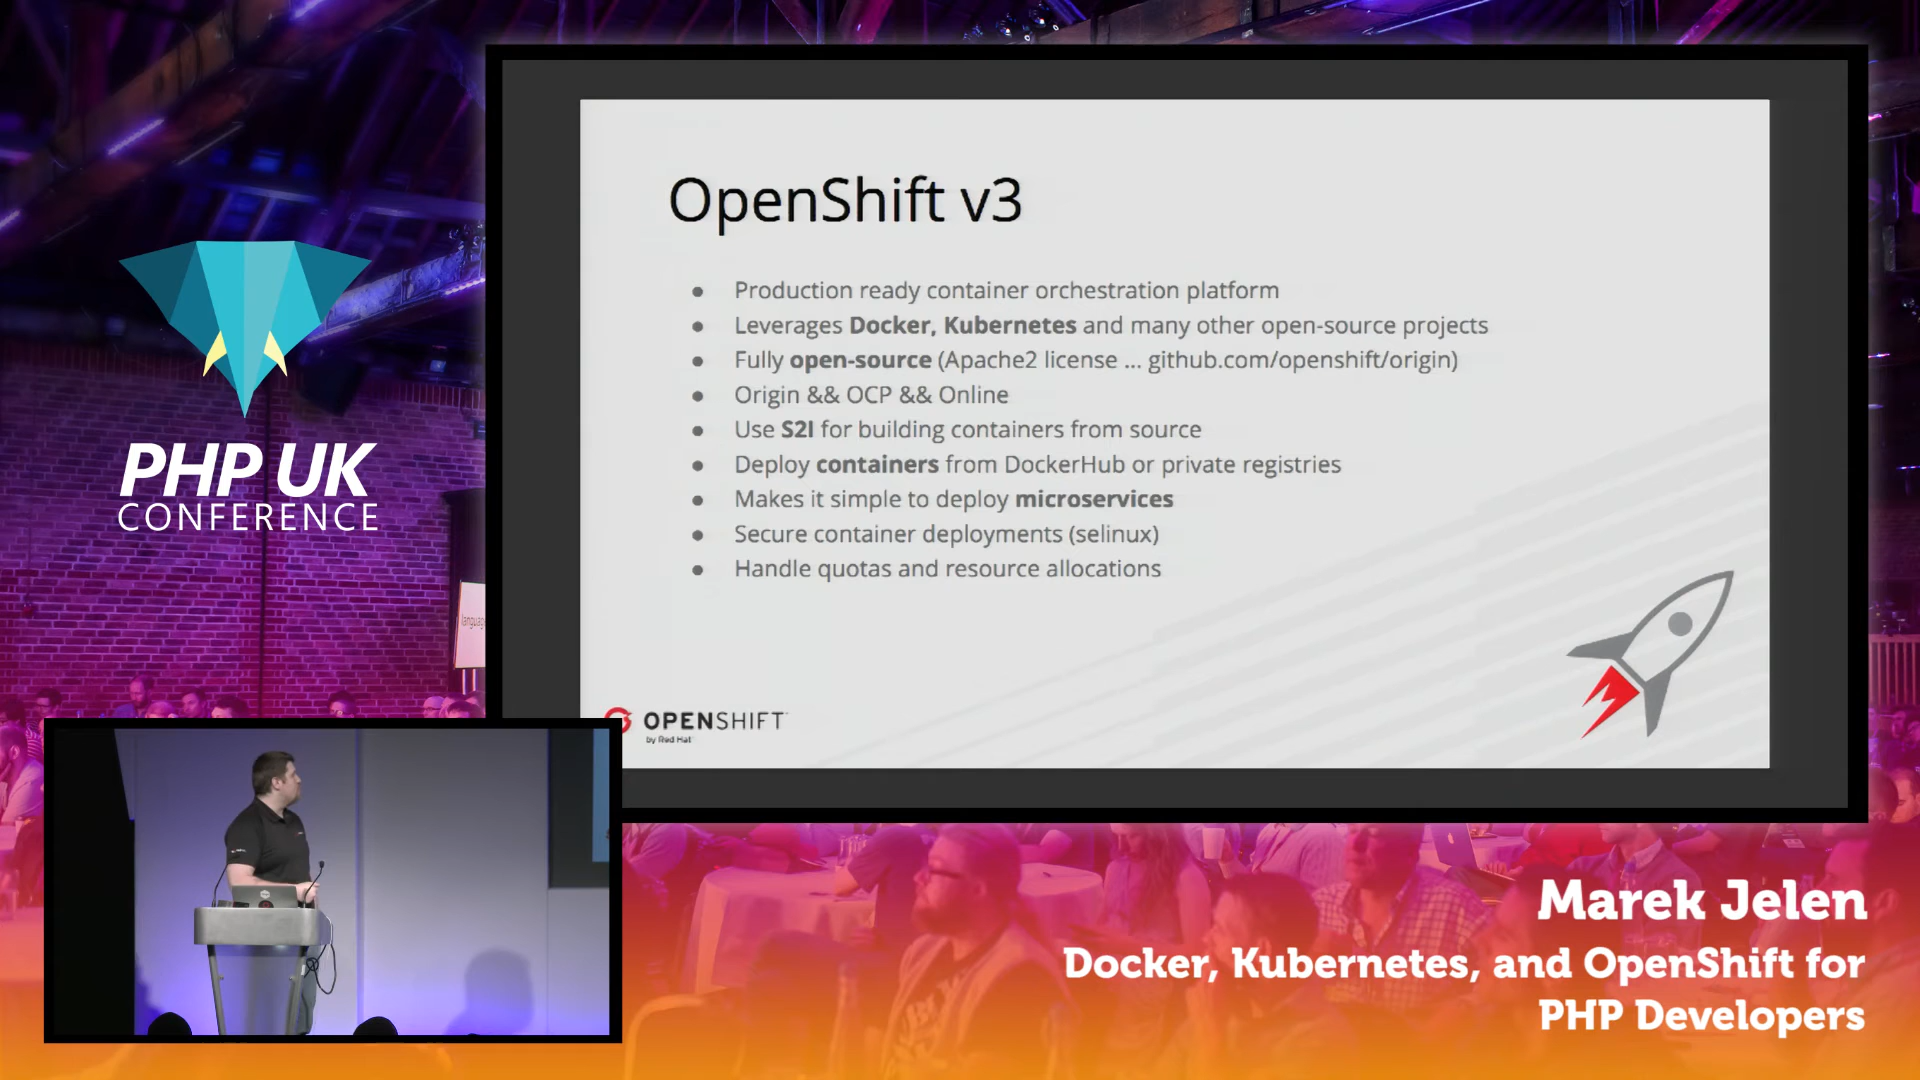 OpenShift v3
● Production ready container orchestration platform
● Leverages Docker, Kubernetes and many other open-source projects
● Fully open-source (Apache2 license ... github.com/openshift/origin)
● Origin && OCP && Online
● Use S2I for building containers from source
● Deploy containers from DockerHub or private registries
● Makes it simple to deploy microservices
● Secure container deployments (selinux)
● Handle quotas and resource allocations
OPENSHIFT
by Red Hat
PHP UK
CONFERENCE
languag
Marek Jelen
Docker, Kubernetes, and OpenShift for
PHP Developers